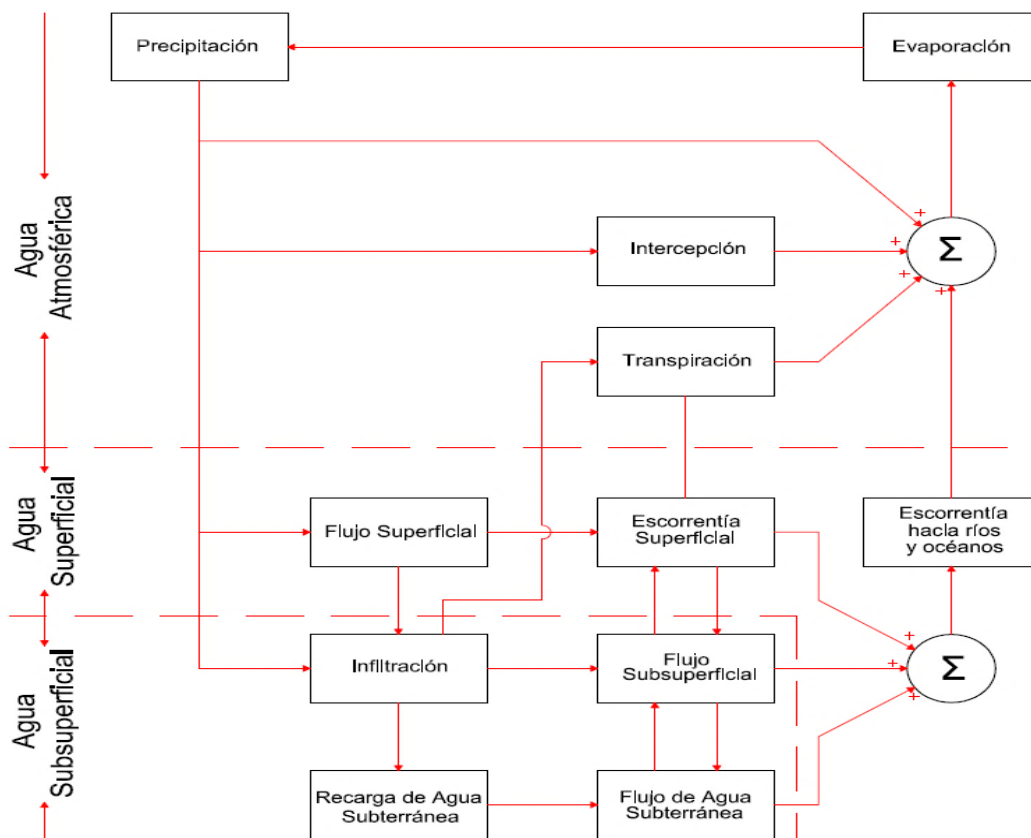 Precipitación
Evaporación
Agua
Atmosférica
+
Intercepción
+
Σ
+
+
Transpiración
Agua
Superficial
Flujo Superficial
Escorrentía
Superficial
Escorrentía
hacia ríos
y océanos
Agua
Subsuperficial
Infiltración
Flujo
Subsuperficial
+
+
Σ
+
Recarga de Agua
Subterránea
Flujo de Agua
Subterránea